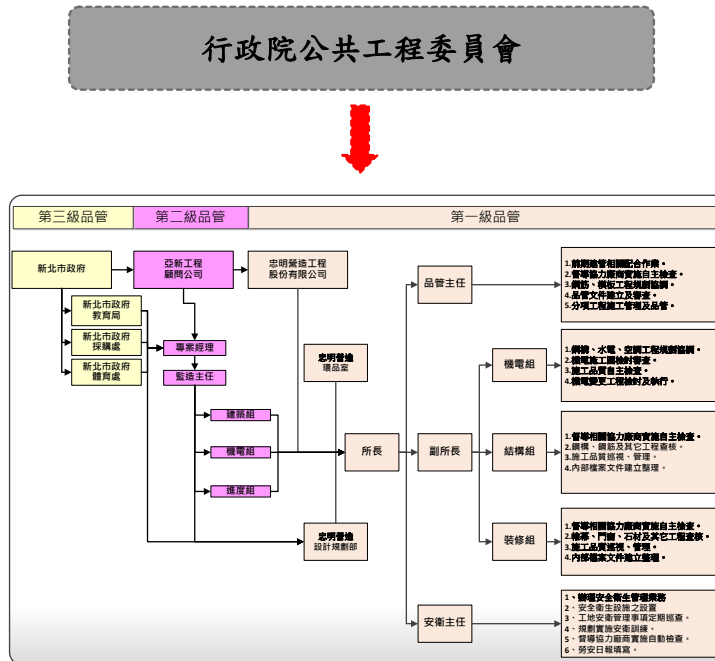 行政院公共工程委員會
第三級品管
第二級品管
第一級品管
新北市政府
亞新工程
顧問公司
忠明營造工程
股份有限公司
新北市政府
教育局
新北市政府
採購處
新北市政府
體育處
專案經理
監造主任
建築組
機電組
進度組
忠明營造
環品室
忠明營造
設計規劃部
所長
副所長
品管主任
機電組
結構組
裝修組
安衛主任
1.前期建管相關配合作業。
2.督導協力廠商實施自主檢查。
3.鋼筋、模板工程規劃協調。
4.品管文件建立及審查。
5.分項工程施工管理及品管。
1.鋼構、水電、空調工程規劃協調。
2.機電施工圖檢討審查。
3.施工品質自主檢查。
4.機電變更工程檢討及執行。
1.督導相關協力廠商實施自主檢查。
2.鋼構、鋼筋及其它工程查核。
3.施工品質巡視、管理。
4.內部檔案文件建立整理。
1.督導相關協力廠商實施自主檢查。
2.帷幕、門窗、石材及其它工程查核。
3.施工品質巡視、管理。
4.內部檔案文件建立整理。
1、辦理安全衛生管理業務
2、安全衛生設施之設置
3、工地安衛管理事項定期巡查。
4、規劃實施安衛訓練。
5、督導協力廠商實施自動檢查。
6、勞安日報填寫。